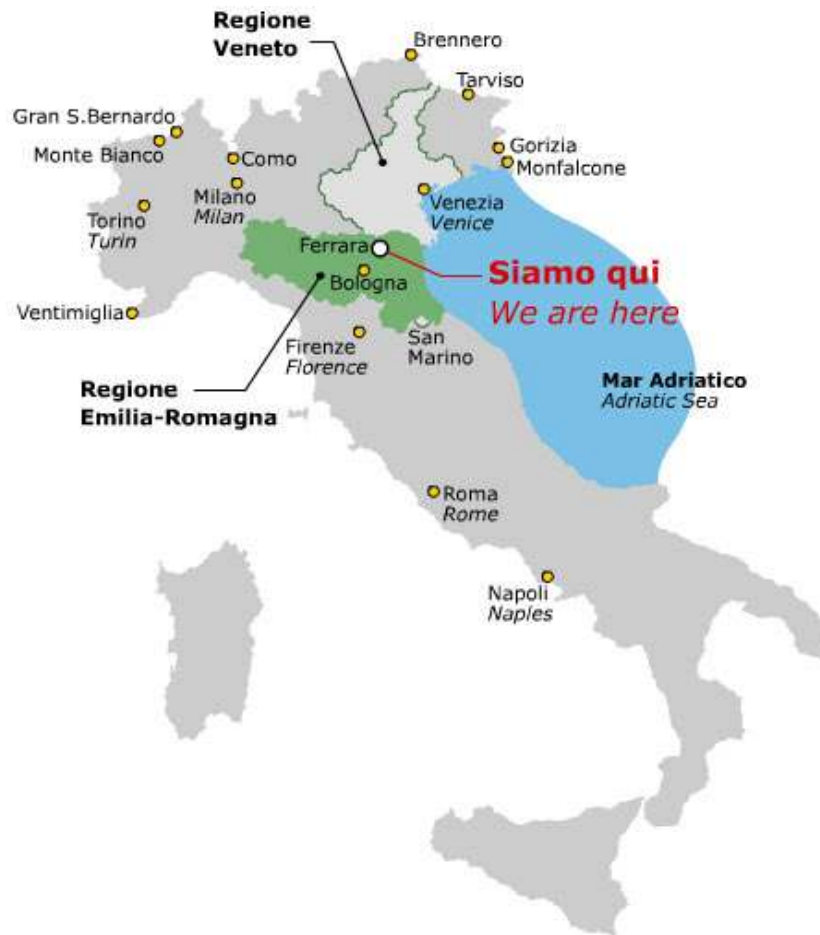 Regione
Veneto
Brennero
Tarviso
Gran S.Bernardo
Monte Bianco
Como
Gorizia
Monfalcone
Milano
Milan
Torino
Turin
Venezia
Venice
Ferrara
Bologna
Siamo qui
We are here
Ventimiglia
Firenze
Florence
San
Marino
Regione
Emilia-Romagna
Mar Adriatico
Adriatic Sea
Roma
Rome
Napoli
Naples